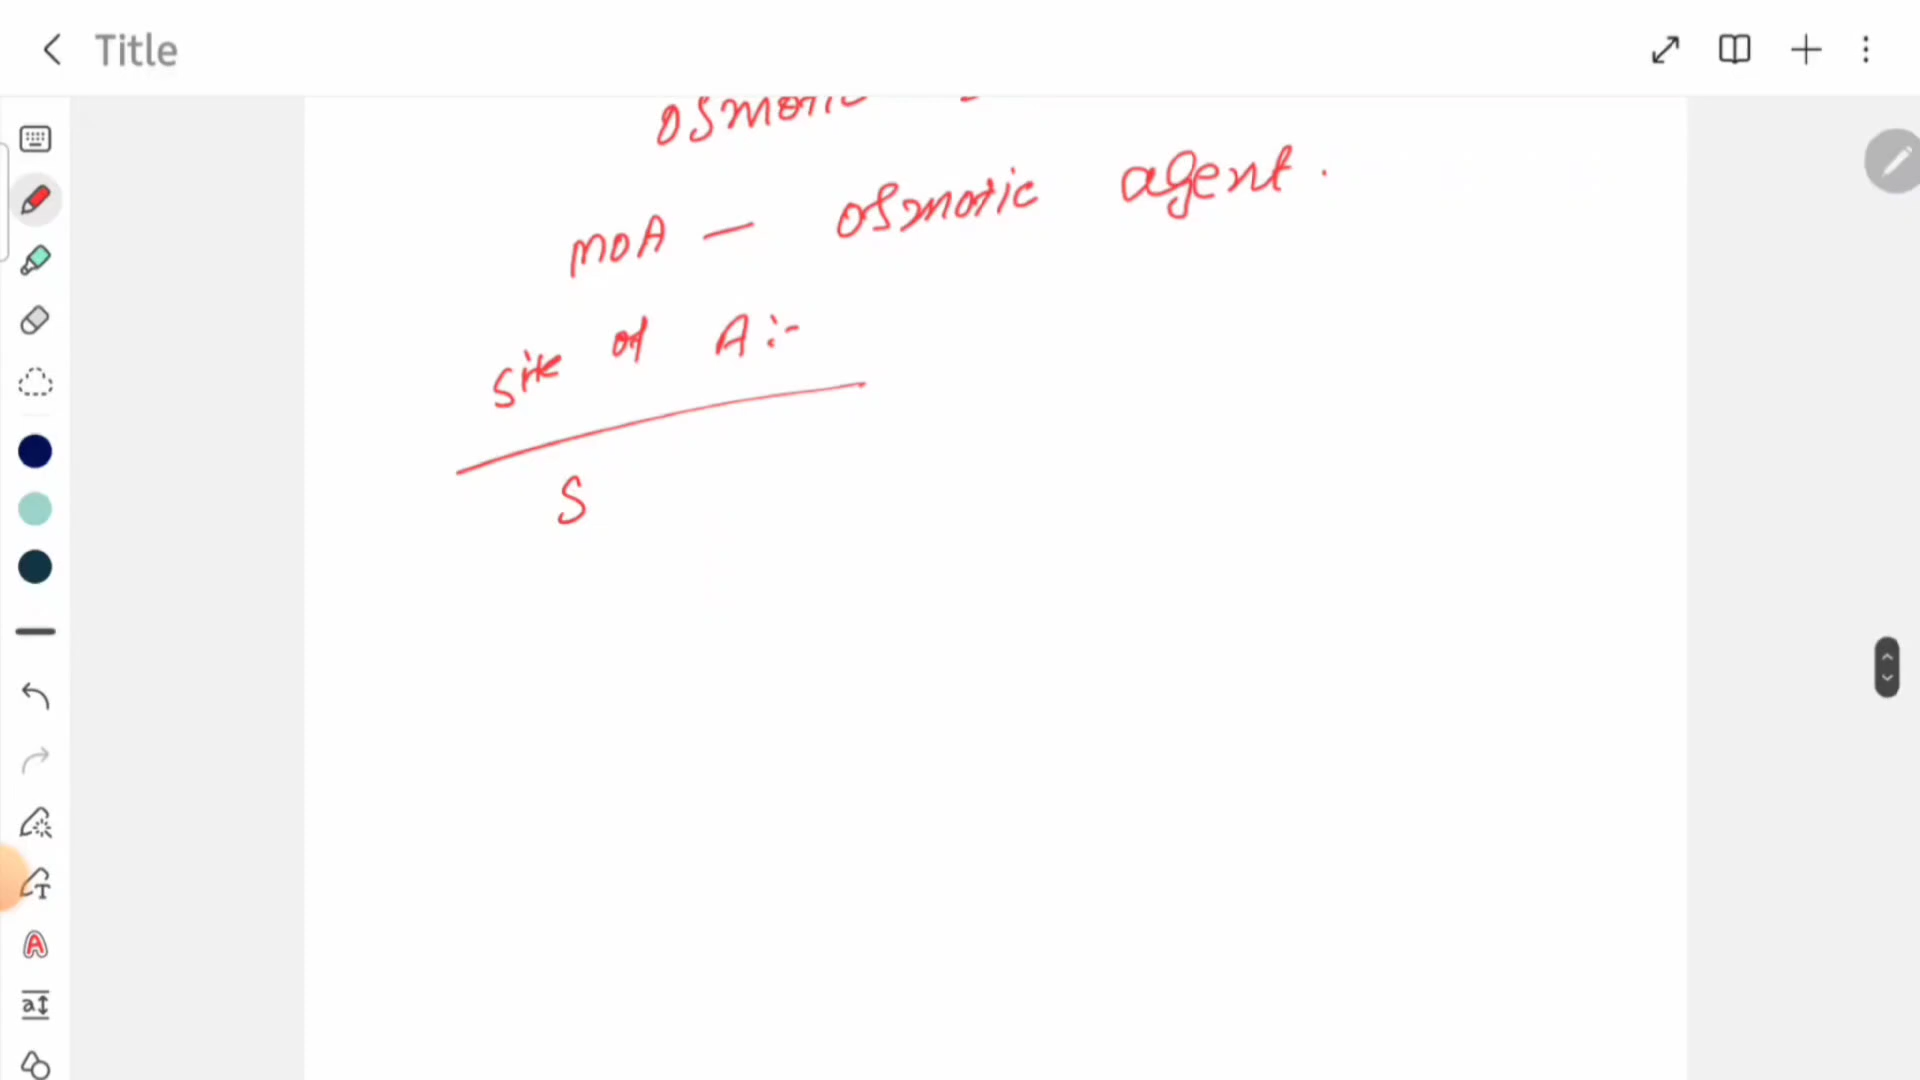 Title
osmotic
MOA — osmotic agent.
Site of A :-
S